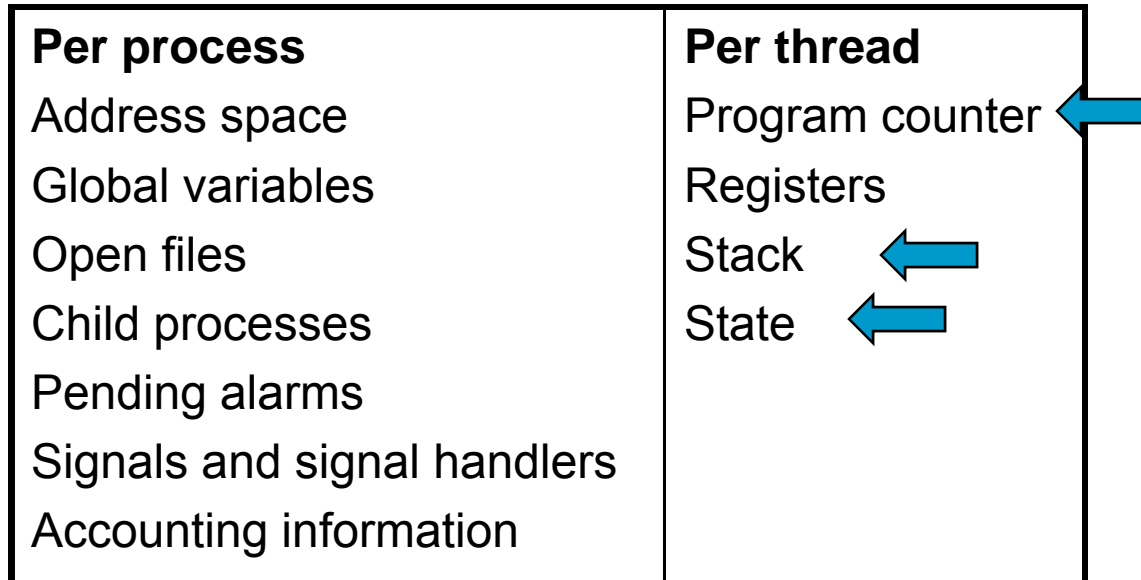 Per process
Address space
Global variables
Open files
Child processes
Pending alarms
Signals and signal handlers
Accounting information
Per thread
Program counter
Registers
Stack
State